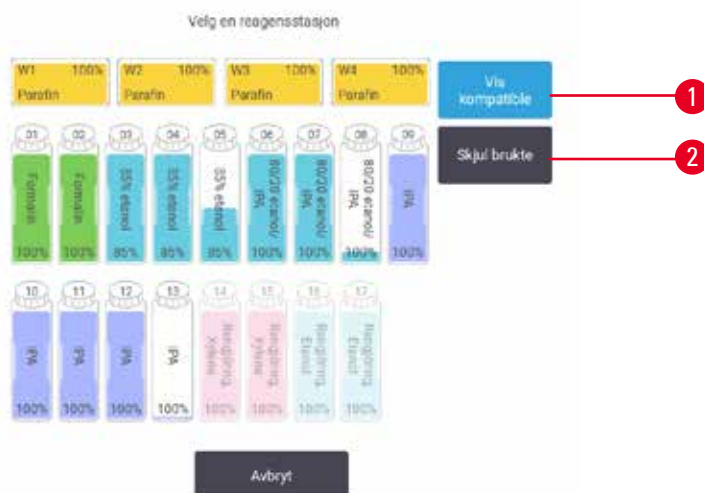 Velg en reagensstasjon
W1 100%
Parafin
W2 100%
Parafin
W3 100%
Parafin
W4 100%
Parafin
Vis
kompatible
1
Skjul brukte
2
01
Formalin
100%
02
Formalin
100%
03
85% etanol
85%
04
85% etanol
85%
05
85% etanol
85%
06
80/20 etanol/
IPA
100%
07
80/20 etanol/
IPA
100%
08
80/20 etanol/
IPA
100%
09
IPA
100%
10
IPA
100%
11
IPA
100%
12
IPA
100%
13
IPA
100%
14
Rengjøring
Xylene
100%
15
Rengjøring
Xylene
100%
16
Rengjøring
Etanol
100%
17
Rengjøring
Etanol
100%
Avbryt